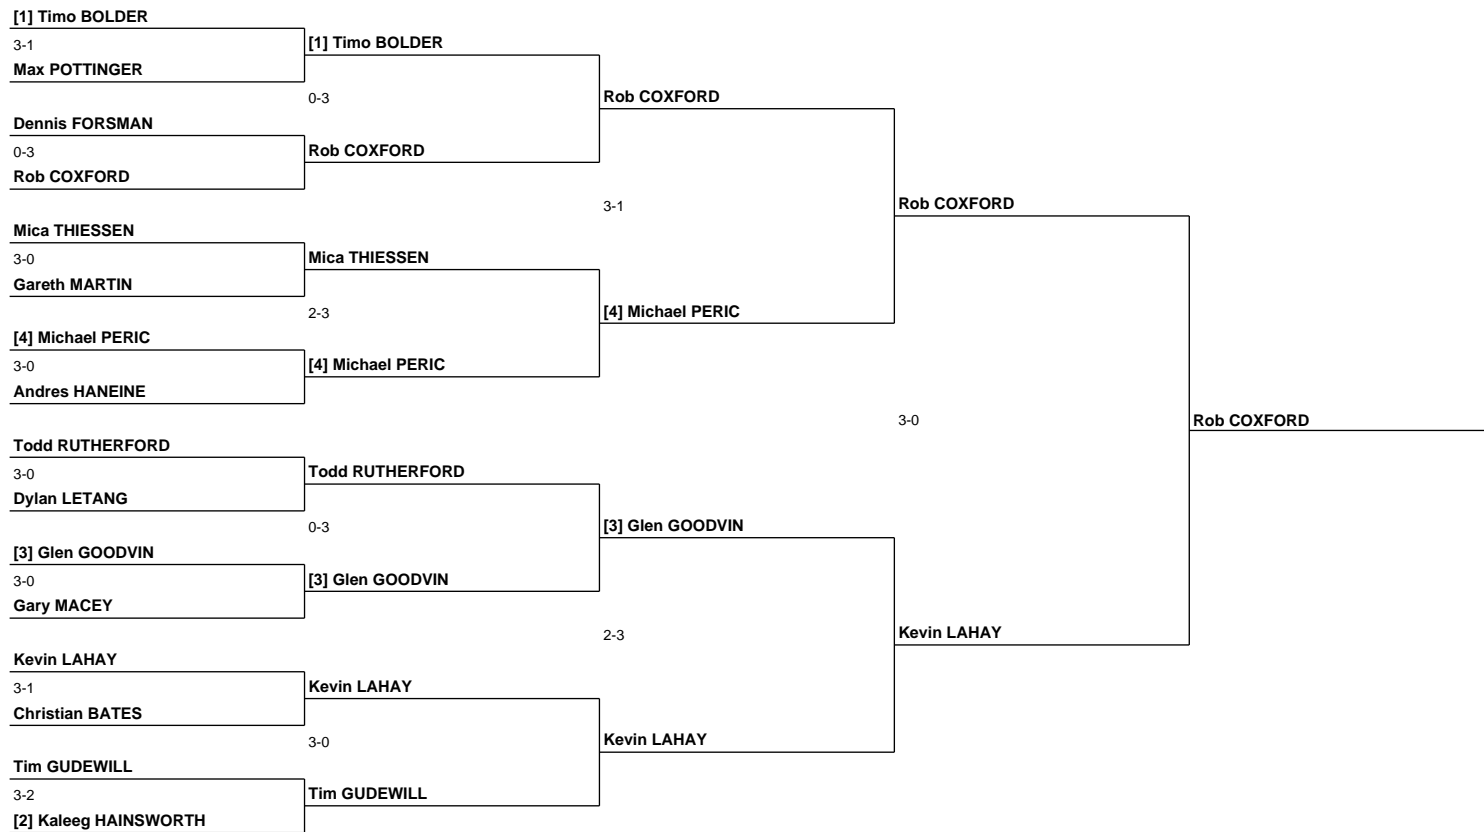 [1] Timo BOLDER
3-1
Max POTTINGER
Dennis FORSMAN
0-3
Rob COXFORD
Mica THIESSEN
3-0
Gareth MARTIN
[4] Michael PERIC
3-0
Andres HANEINE
Todd RUTHERFORD
3-0
Dylan LETANG
[3] Glen GOODVIN
3-0
Gary MACEY
Kevin LAHAY
3-1
Christian BATES
Tim GUDEWILL
3-2
[2] Kaleeg HAINSWORTH
[1] Timo BOLDER
0-3
Rob COXFORD
Mica THIESSEN
2-3
[4] Michael PERIC
Todd RUTHERFORD
0-3
[3] Glen GOODVIN
Kevin LAHAY
3-0
Tim GUDEWILL
Rob COXFORD
3-1
[4] Michael PERIC
[3] Glen GOODVIN
2-3
Kevin LAHAY
Rob COXFORD
3-0
Kevin LAHAY
Rob COXFORD